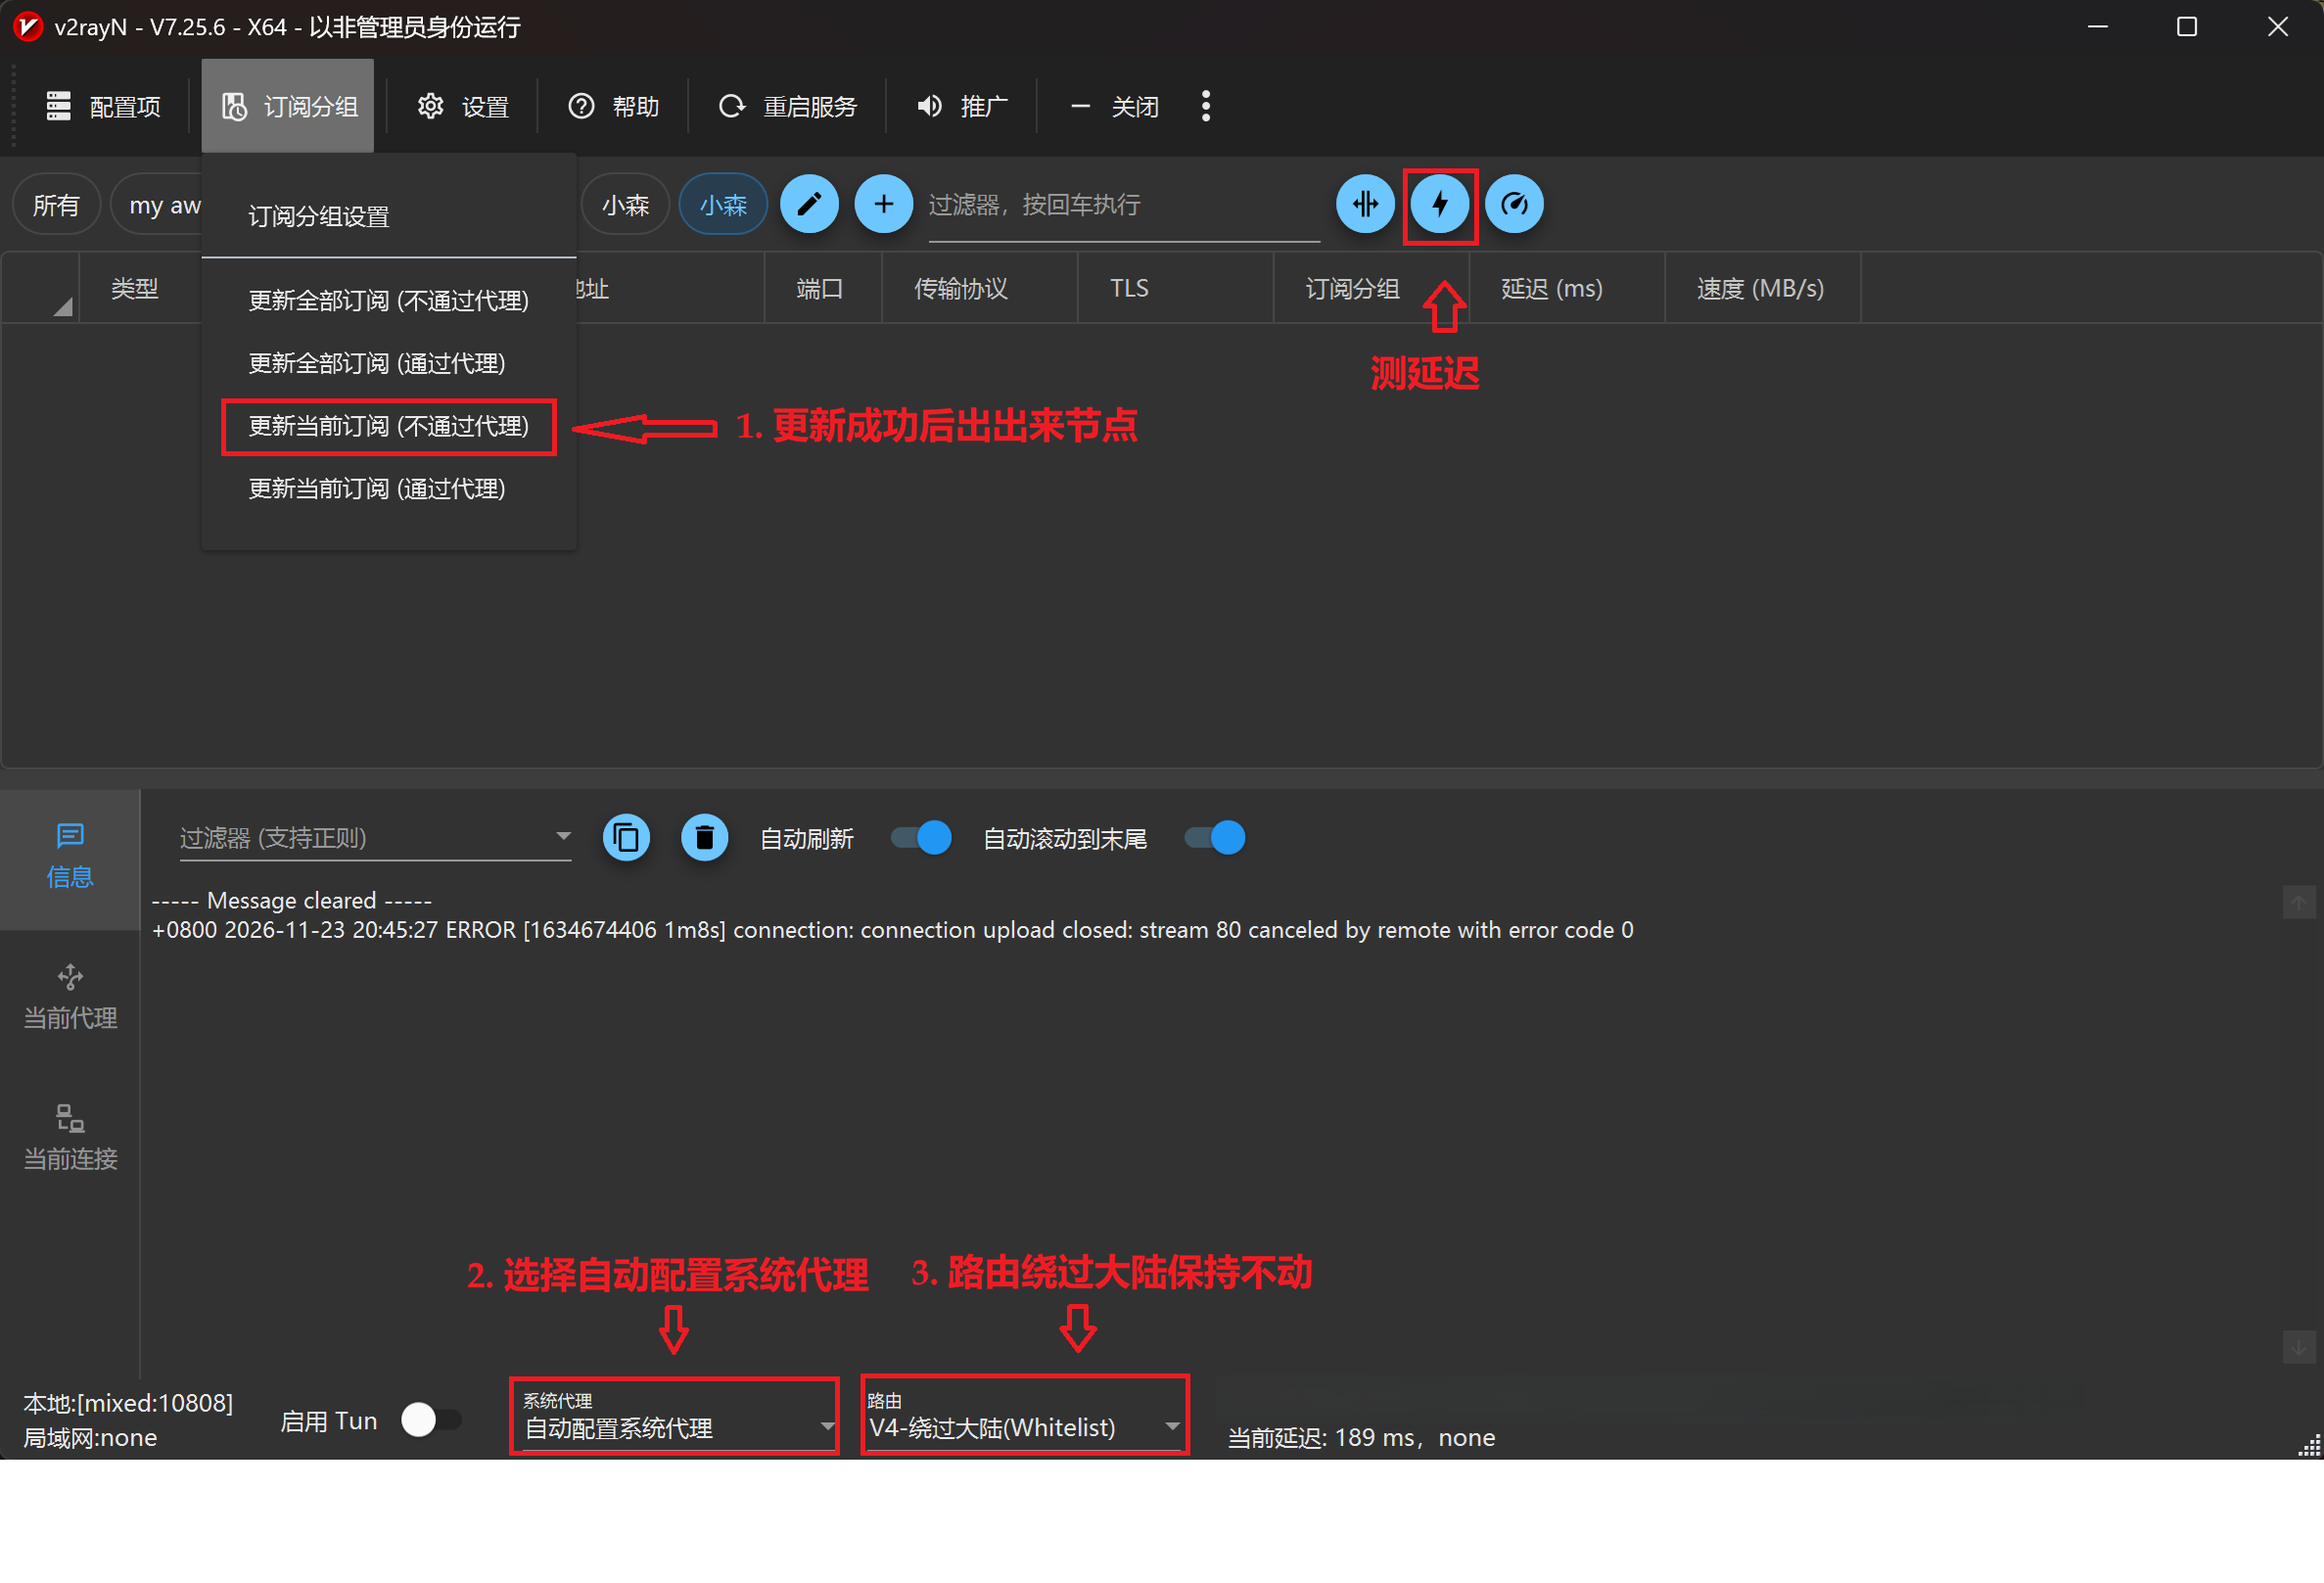 v2rayN - V7.25.6 - X64 - 以非管理员身份运行
配置项
订阅分组
设置
帮助
重启服务
推广
关闭
所有
my aw
小森
小森
过滤器，按回车执行
订阅分组设置
更新全部订阅 (不通过代理)
更新全部订阅 (通过代理)
更新当前订阅 (不通过代理)
更新当前订阅 (通过代理)
类型
地址
端口
传输协议
TLS
订阅分组
延迟 (ms)
速度 (MB/s)
测延迟
1. 更新成功后出出来节点
信息
当前代理
当前连接
过滤器 (支持正则)
自动刷新
自动滚动到末尾
----- Message cleared -----
+0800 2026-11-23 20:45:27 ERROR [1634674406 1m8s] connection: connection upload closed: stream 80 canceled by remote with error code 0
2. 选择自动配置系统代理
3. 路由绕过大陆保持不动
本地:[mixed:10808]
局域网:none
启用 Tun
系统代理
自动配置系统代理
路由
V4-绕过大陆(Whitelist)
当前延迟: 189 ms，none